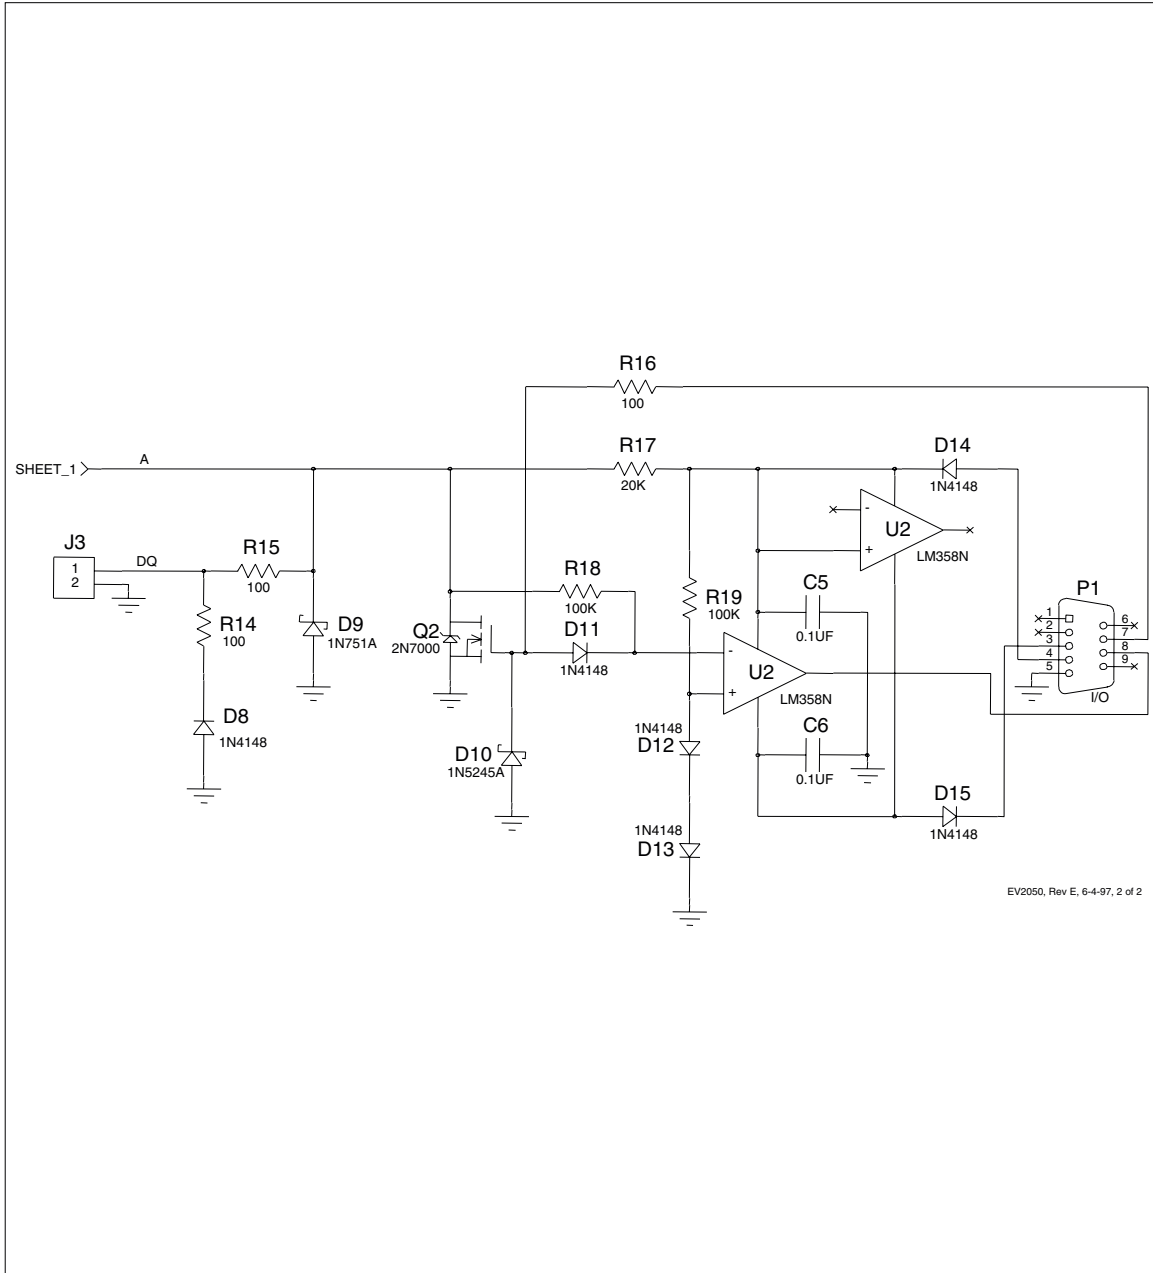 R16
100
R17
20K
D14
1N4148
SHEET_1
A
-
+
U2
LM358N
J3
1
2
DQ
R15
100
R14
100
D9
1N751A
R18
100K
R19
100K
C5
0.1UF
P1
1
2
3
4
5
6
7
8
9
I/O
Q2
2N7000
D11
1N4148
-
+
U2
LM358N
D8
1N4148
D10
1N5245A
1N4148
D12
C6
0.1UF
D15
1N4148
1N4148
D13
EV2050, Rev E, 6-4-97, 2 of 2